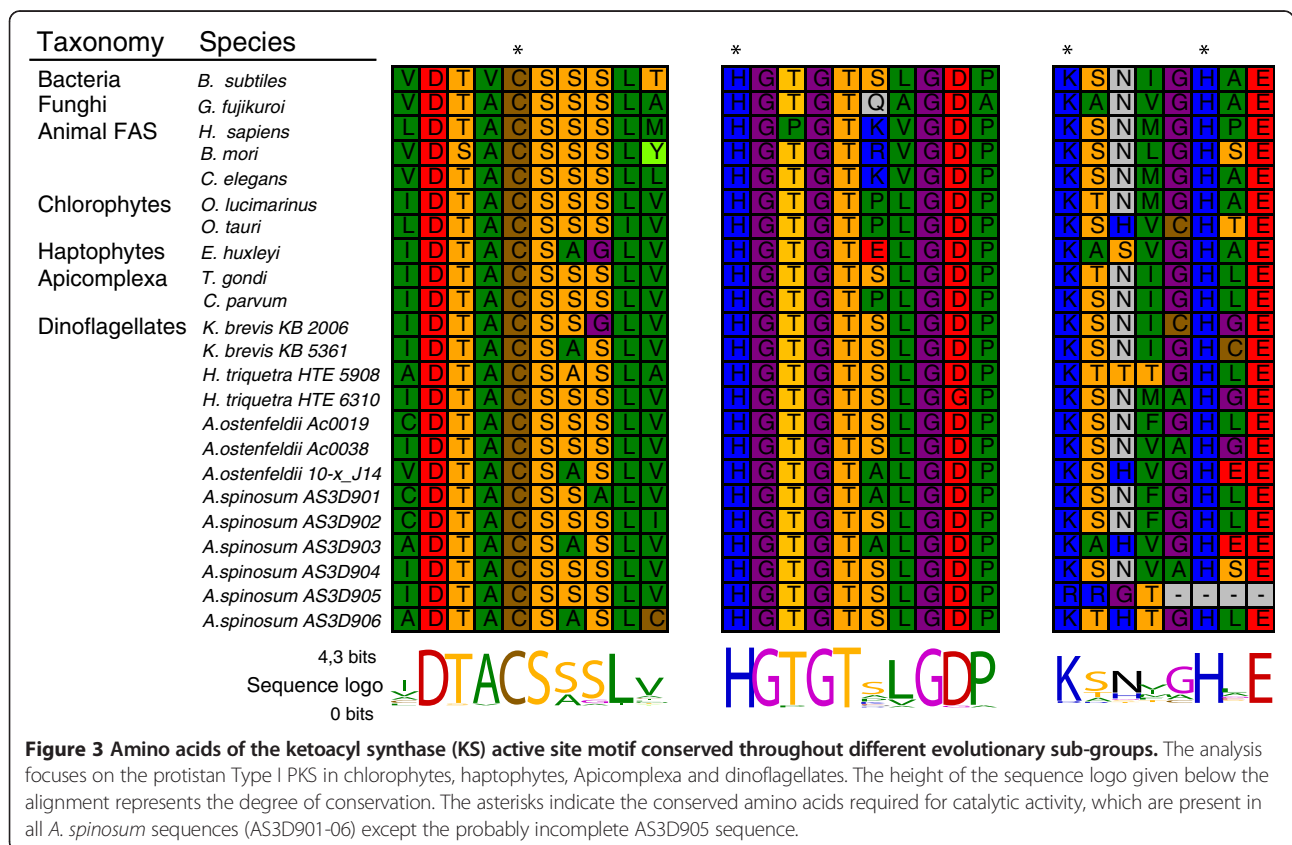 Taxonomy Species * * * *
Bacteria B. subtiles V D T V C S S S L T H G T G T S L G D P K S N I G H A E
Funghi G. fujikuroi V D T A C S S S L A H G T G T Q A G D A K A N V G H A E
Animal FAS H. sapiens L D T A C S S S L M H G P G T K V G D P K S N M G H P E
B. mori V D S A C S S S L Y H G T G T R V G D P K S N L G H S E
C. elegans V D T A C S S S L L H G T G T K V G D P K S N M G H A E
Chlorophytes O. lucimarinus I D T A C S S S L V H G T G T P L G D P K T N M G H A E
O. tauri L D T A C S S S I V H G T G T P L G D P K S H V C H T E
Haptophytes E. huxleyi I D T A C S A G L V H G T G T E L G D P K A S V G H A E
Apicomplexa T. gondi I D T A C S S S L V H G T G T S L G D P K T N I G H L E
C. parvum I D T A C S S S L V H G T G T P L G D P K S N I G H L E
Dinoflagellates K. brevis KB 2006 I D T A C S S G L V H G T G T S L G D P K S N I C H G E
K. brevis KB 5361 I D T A C S A S L V H G T G T S L G D P K S N I G H C E
H. triquetra HTE 5908 A D T A C S A S L A H G T G T S L G D P K T T T G H L E
H. triquetra HTE 6310 I D T A C S S S L V H G T G T S L G G P K S N M A H G E
A.ostenfeldii Ac0019 C D T A C S S S L V H G T G T S L G D P K S N F G H L E
A.ostenfeldii Ac0038 I D T A C S S S L V H G T G T S L G D P K S N V A H G E
A.ostenfeldii 10-x_J14 V D T A C S A S L V H G T G T A L G D P K S H V G H E E
A.spinosum AS3D901 C D T A C S S A L V H G T G T A L G D P K S N F G H L E
A.spinosum AS3D902 C D T A C S S S L I H G T G T S L G D P K S N F G H L E
A.spinosum AS3D903 A D T A C S A S L V H G T G T A L G D P K A H V G H E E
A.spinosum AS3D904 I D T A C S S S L V H G T G T S L G D P K S N V A H S E
A.spinosum AS3D905 I D T A C S S S L V H G T G T S L G D P R R G T - - - -
A.spinosum AS3D906 A D T A C S A S L C H G T G T S L G D P K T H T G H L E
4,3 bits
Sequence logo DTACSSSLV HGTGTSLGDP KSNVGHLE
0 bits
Figure 3 Amino acids of the ketoacyl synthase (KS) active site motif conserved throughout different evolutionary sub-groups. The analysis
focuses on the protistan Type I PKS in chlorophytes, haptophytes, Apicomplexa and dinoflagellates. The height of the sequence logo given below the
alignment represents the degree of conservation. The asterisks indicate the conserved amino acids required for catalytic activity, which are present in
all A. spinosum sequences (AS3D901-06) except the probably incomplete AS3D905 sequence.